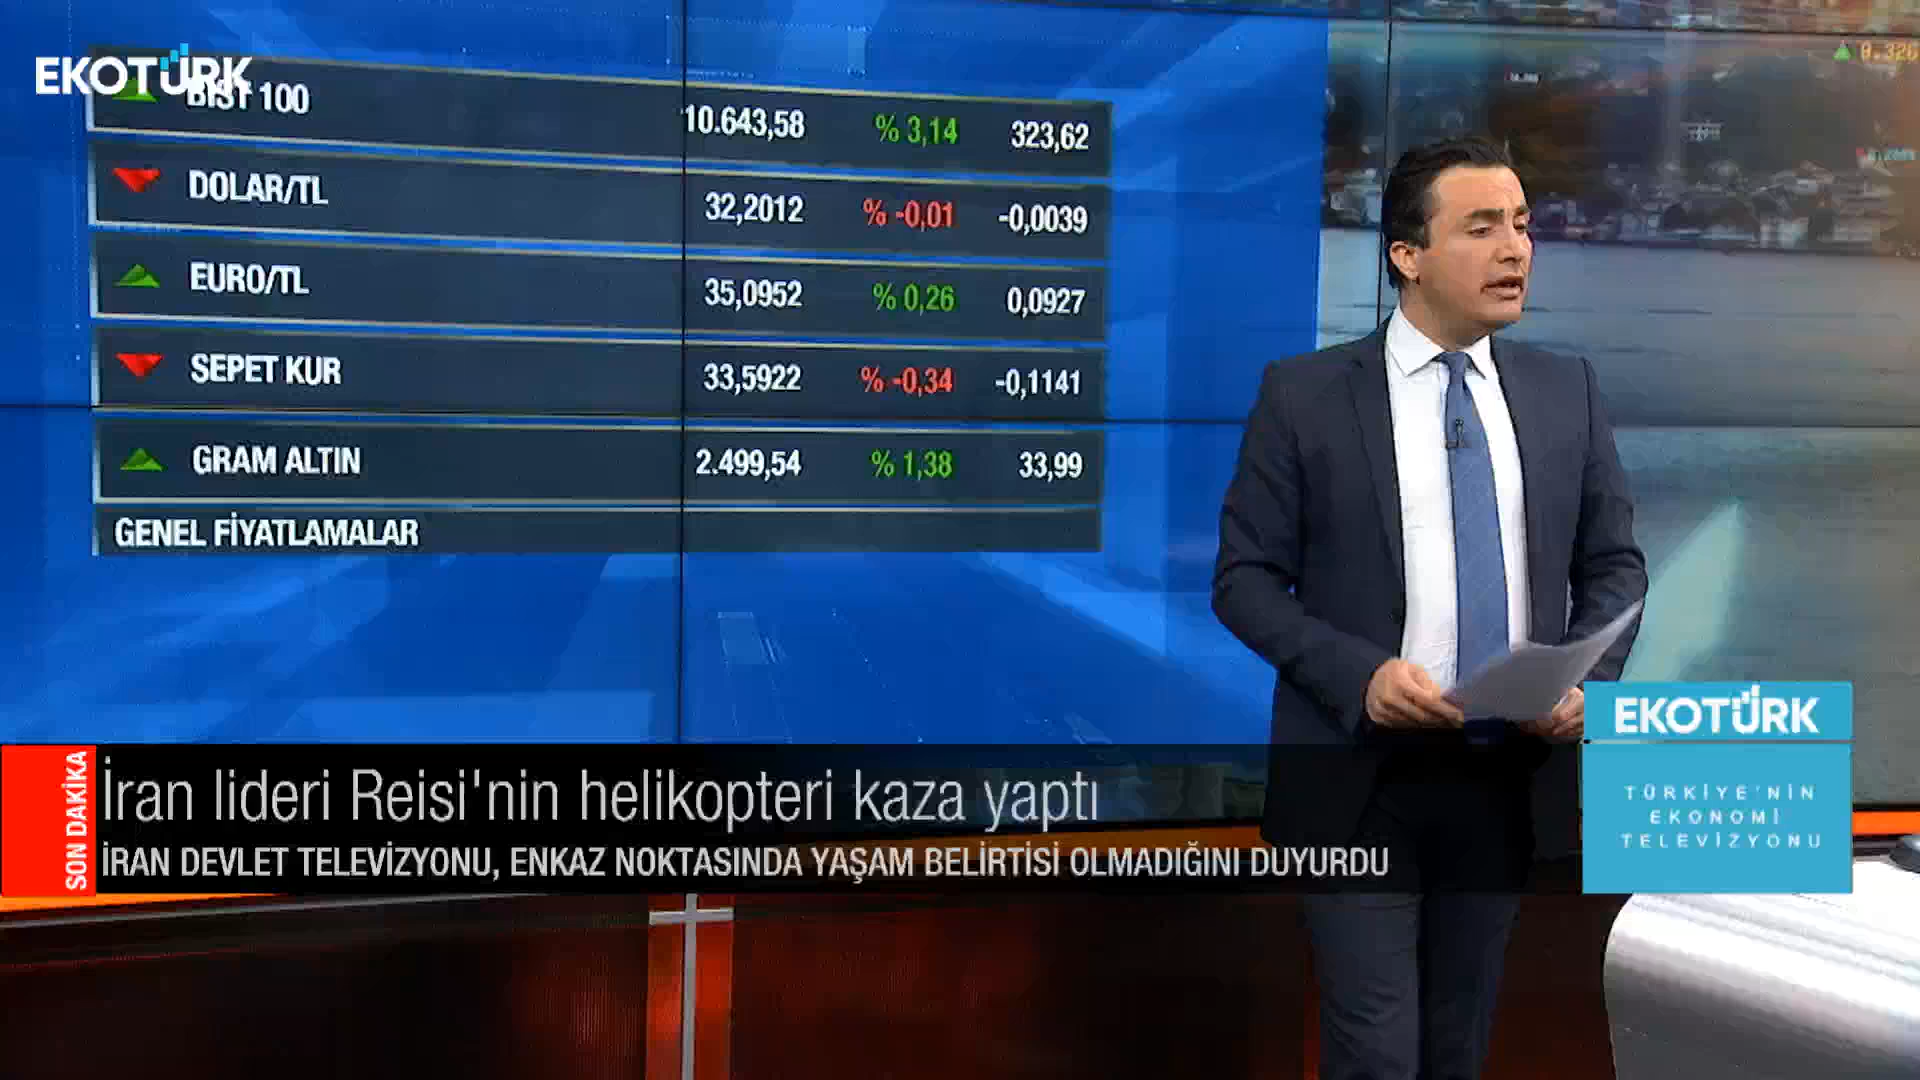 EKOTÜRK
BIST 100 10.643,58 % 3,14 323,62
DOLAR/TL 32,2012 % -0,01 -0,0039
EURO/TL 35,0952 % 0,26 0,0927
SEPET KUR 33,5922 % -0,34 -0,1141
GRAM ALTIN 2.499,54 % 1,38 33,99
GENEL FİYATLAMALAR
EKOTÜRK
TÜRKİYE'NİN
EKONOMİ
TELEVİZYONU
SON DAKİKA
İran lideri Reisi'nin helikopteri kaza yaptı
İRAN DEVLET TELEVİZYONU, ENKAZ NOKTASINDA YAŞAM BELİRTİSİ OLMADIĞINI DUYURDU